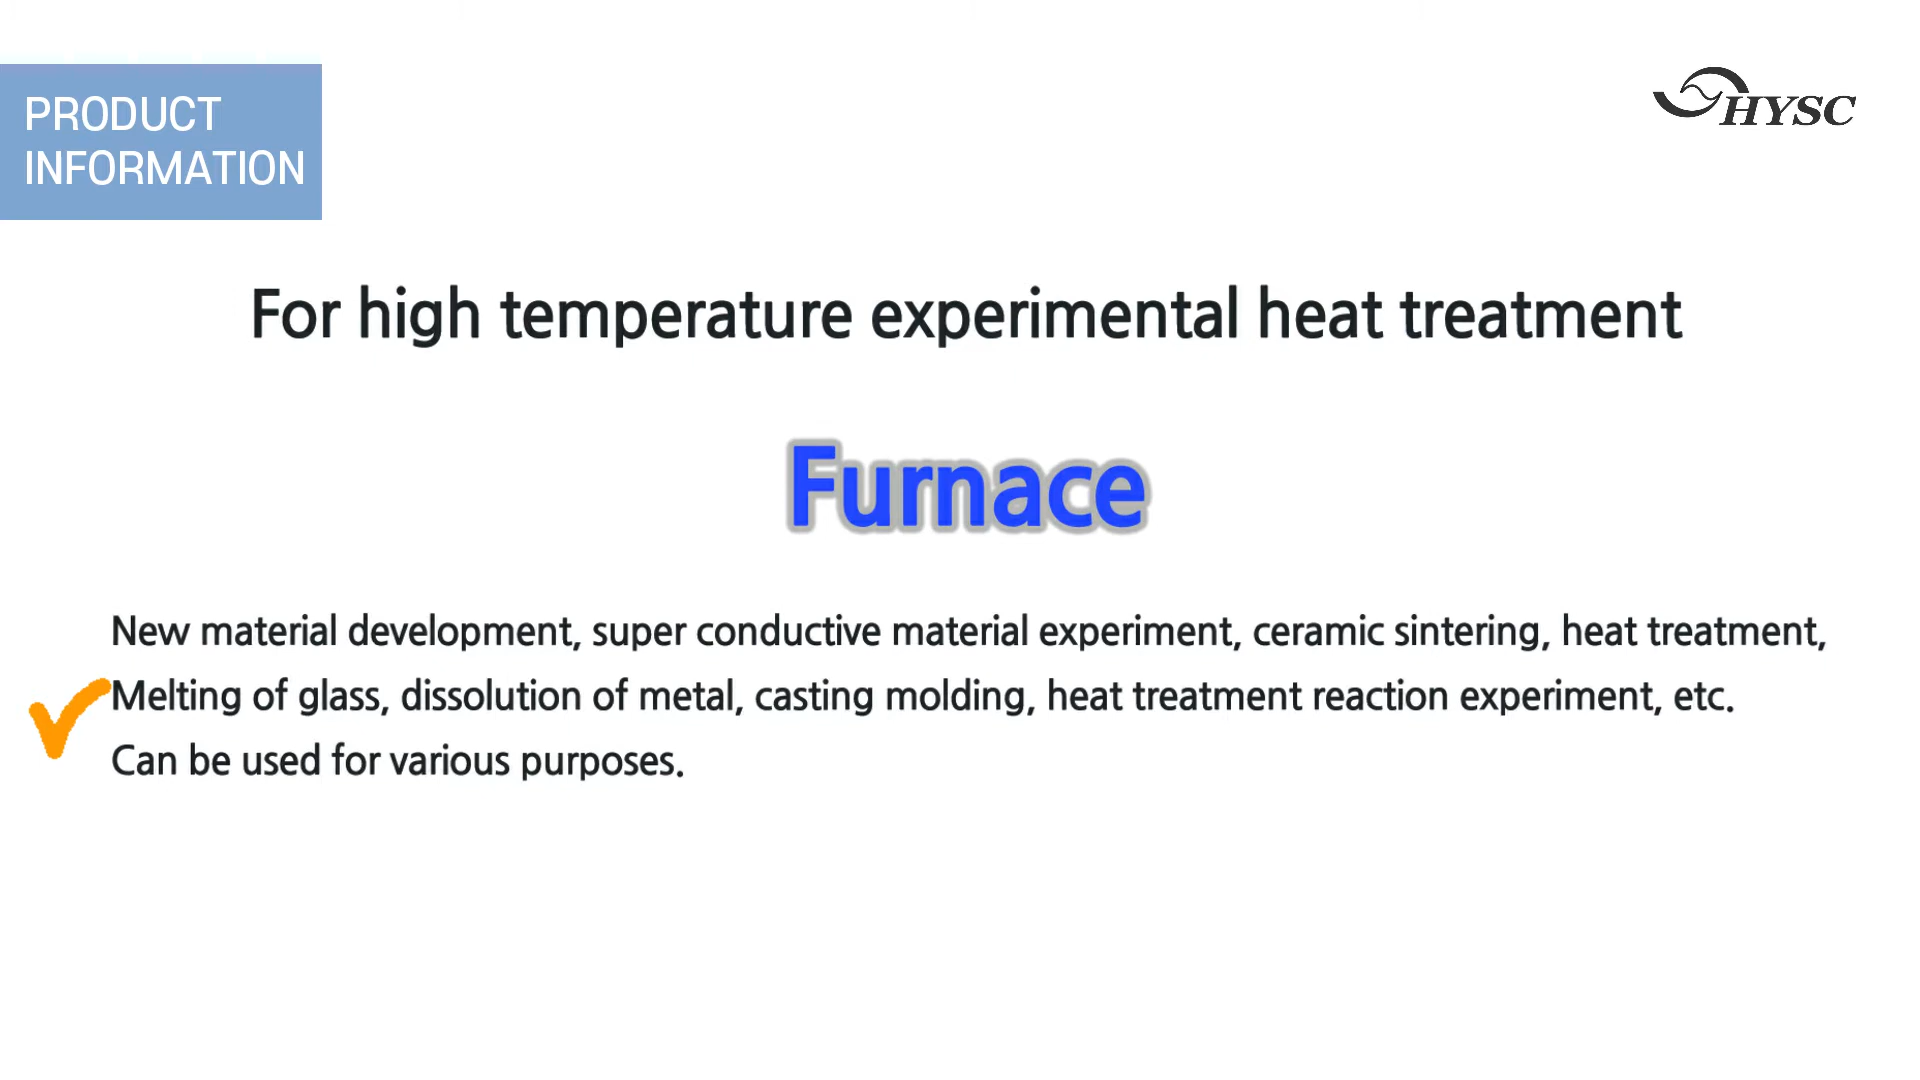 PRODUCT
INFORMATION
HYSC
For high temperature experimental heat treatment
Furnace
New material development, super conductive material experiment, ceramic sintering, heat treatment,
Melting of glass, dissolution of metal, casting molding, heat treatment reaction experiment, etc.
Can be used for various purposes.